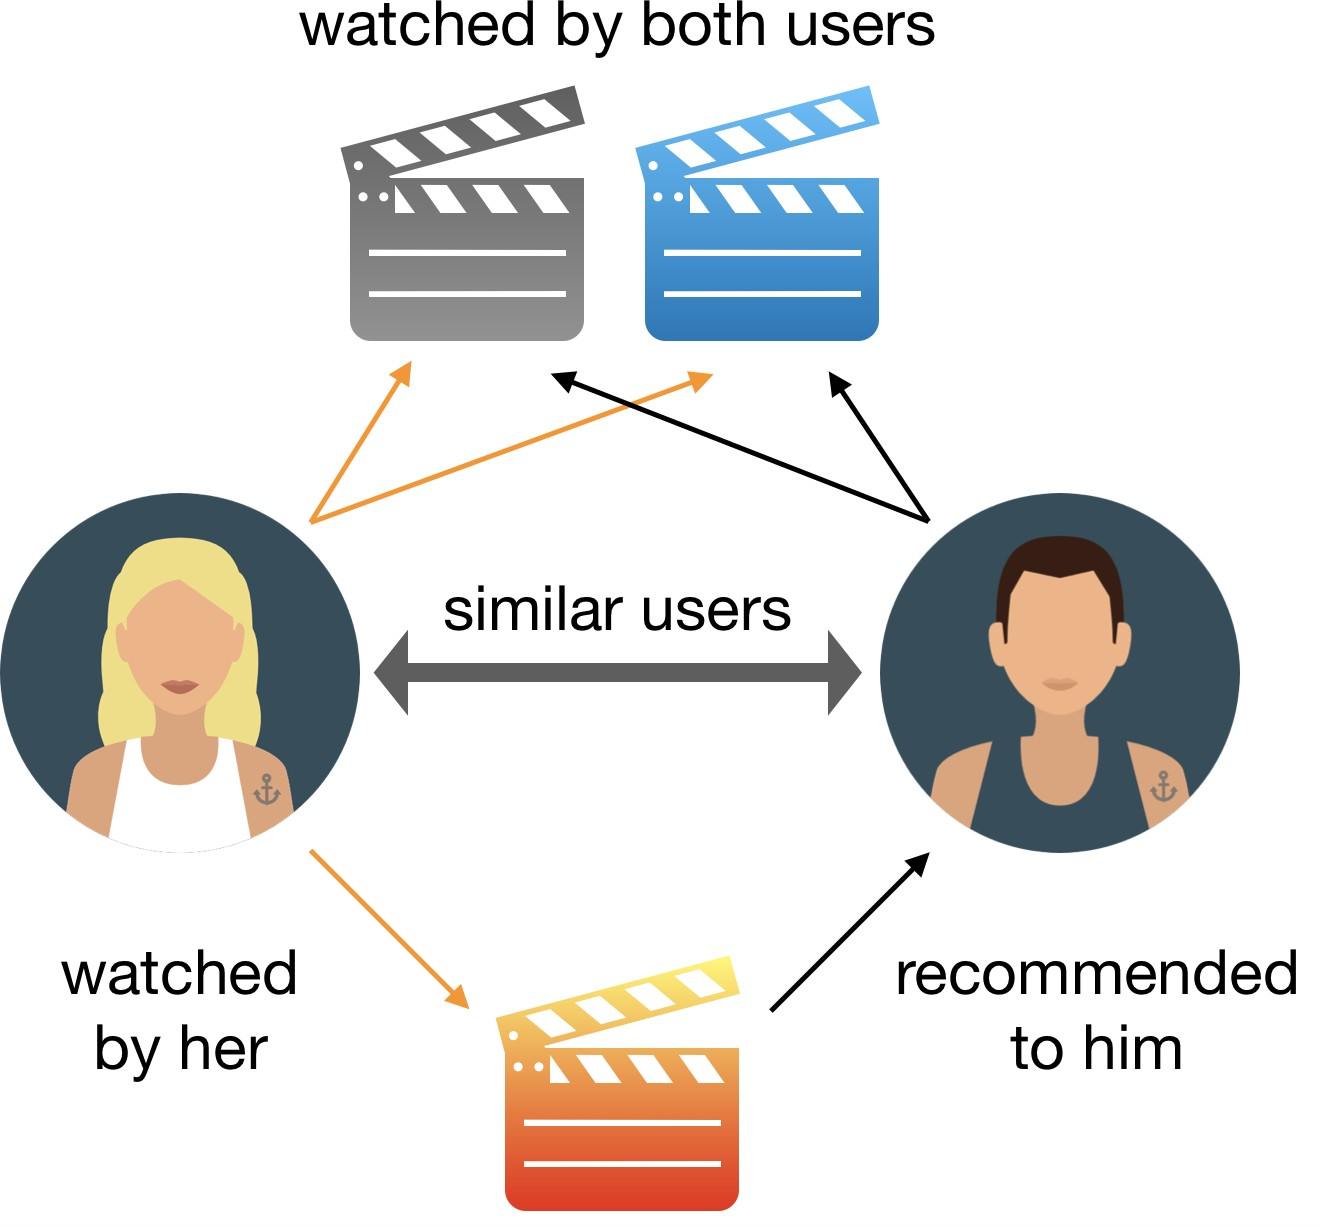 watched by both users
similar users
watched
by her
recommended
to him